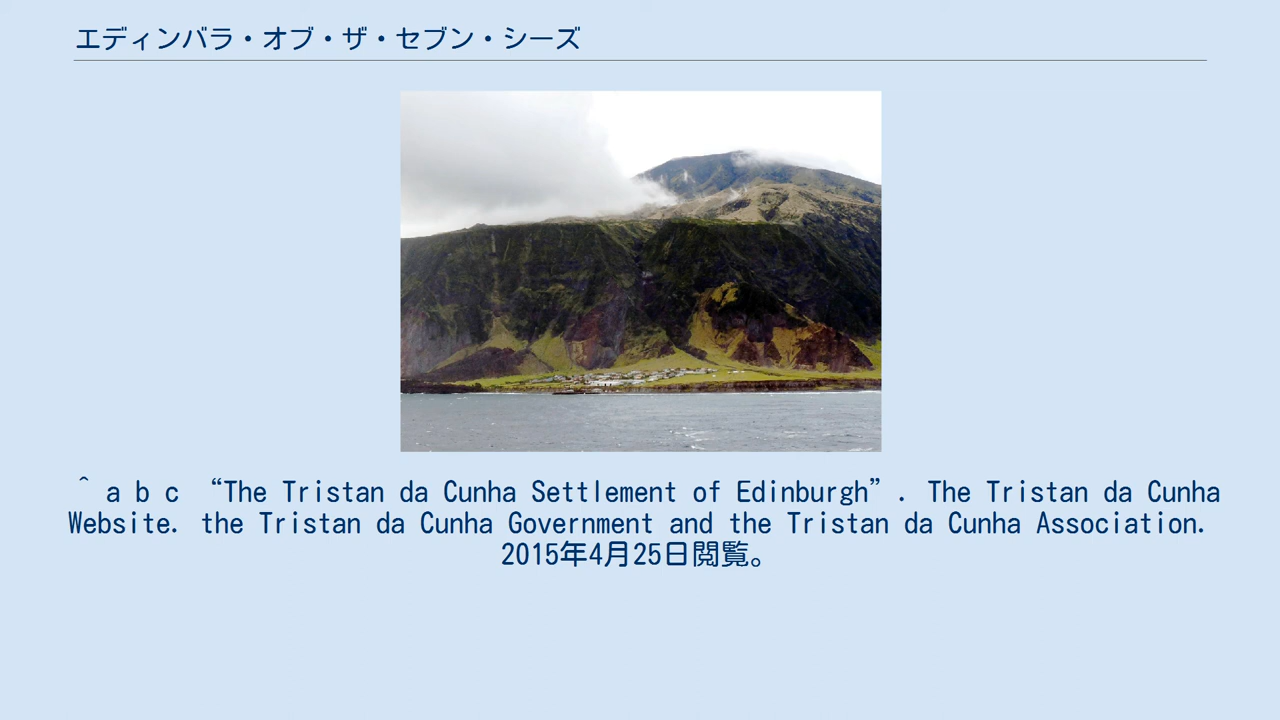 エディンバラ・オブ・ザ・セブン・シーズ
^ a b c “The Tristan da Cunha Settlement of Edinburgh”. The Tristan da Cunha
Website. the Tristan da Cunha Government and the Tristan da Cunha Association.
2015年4月25日閲覧。